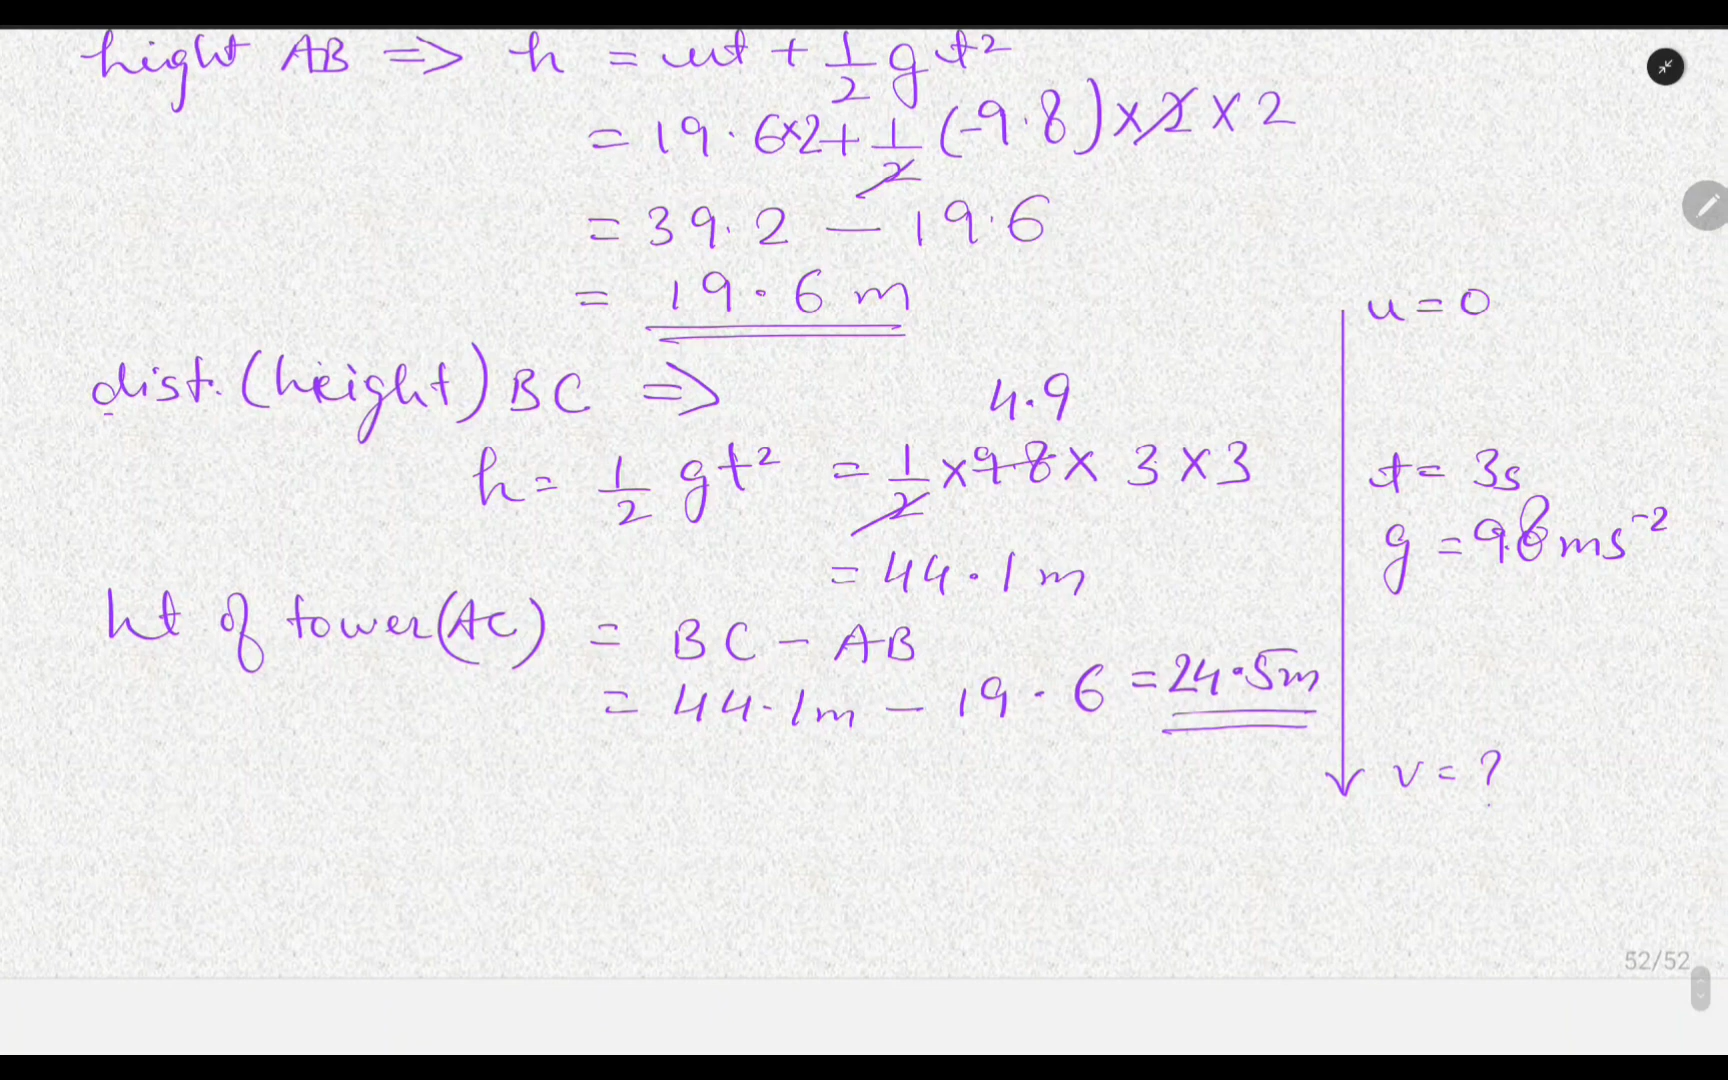 hight AB => h = ut + 1/2 gt²
= 19.6×2 + 1/2 (-9.8) × 2 × 2
= 39.2 – 19.6
= 19.6 m
u = 0
dist. (height) BC =>
4.9
h = 1/2 gt² = 1/2 × 9.8 × 3 × 3
t = 3s
g = 9.8 ms⁻²
= 44.1 m
ht of tower (AC) = BC – AB
= 44.1m – 19.6 = 24.5m
v = ?
52/52